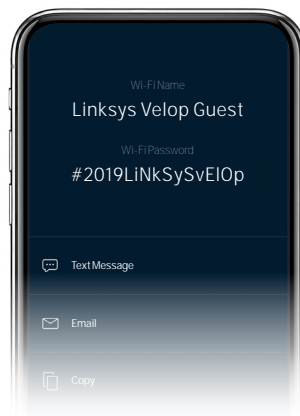 Wi-Fi Name
Linksys Velop Guest
Wi-Fi Password
#2019LiNkSySvElOp
Text Message
Email
Copy